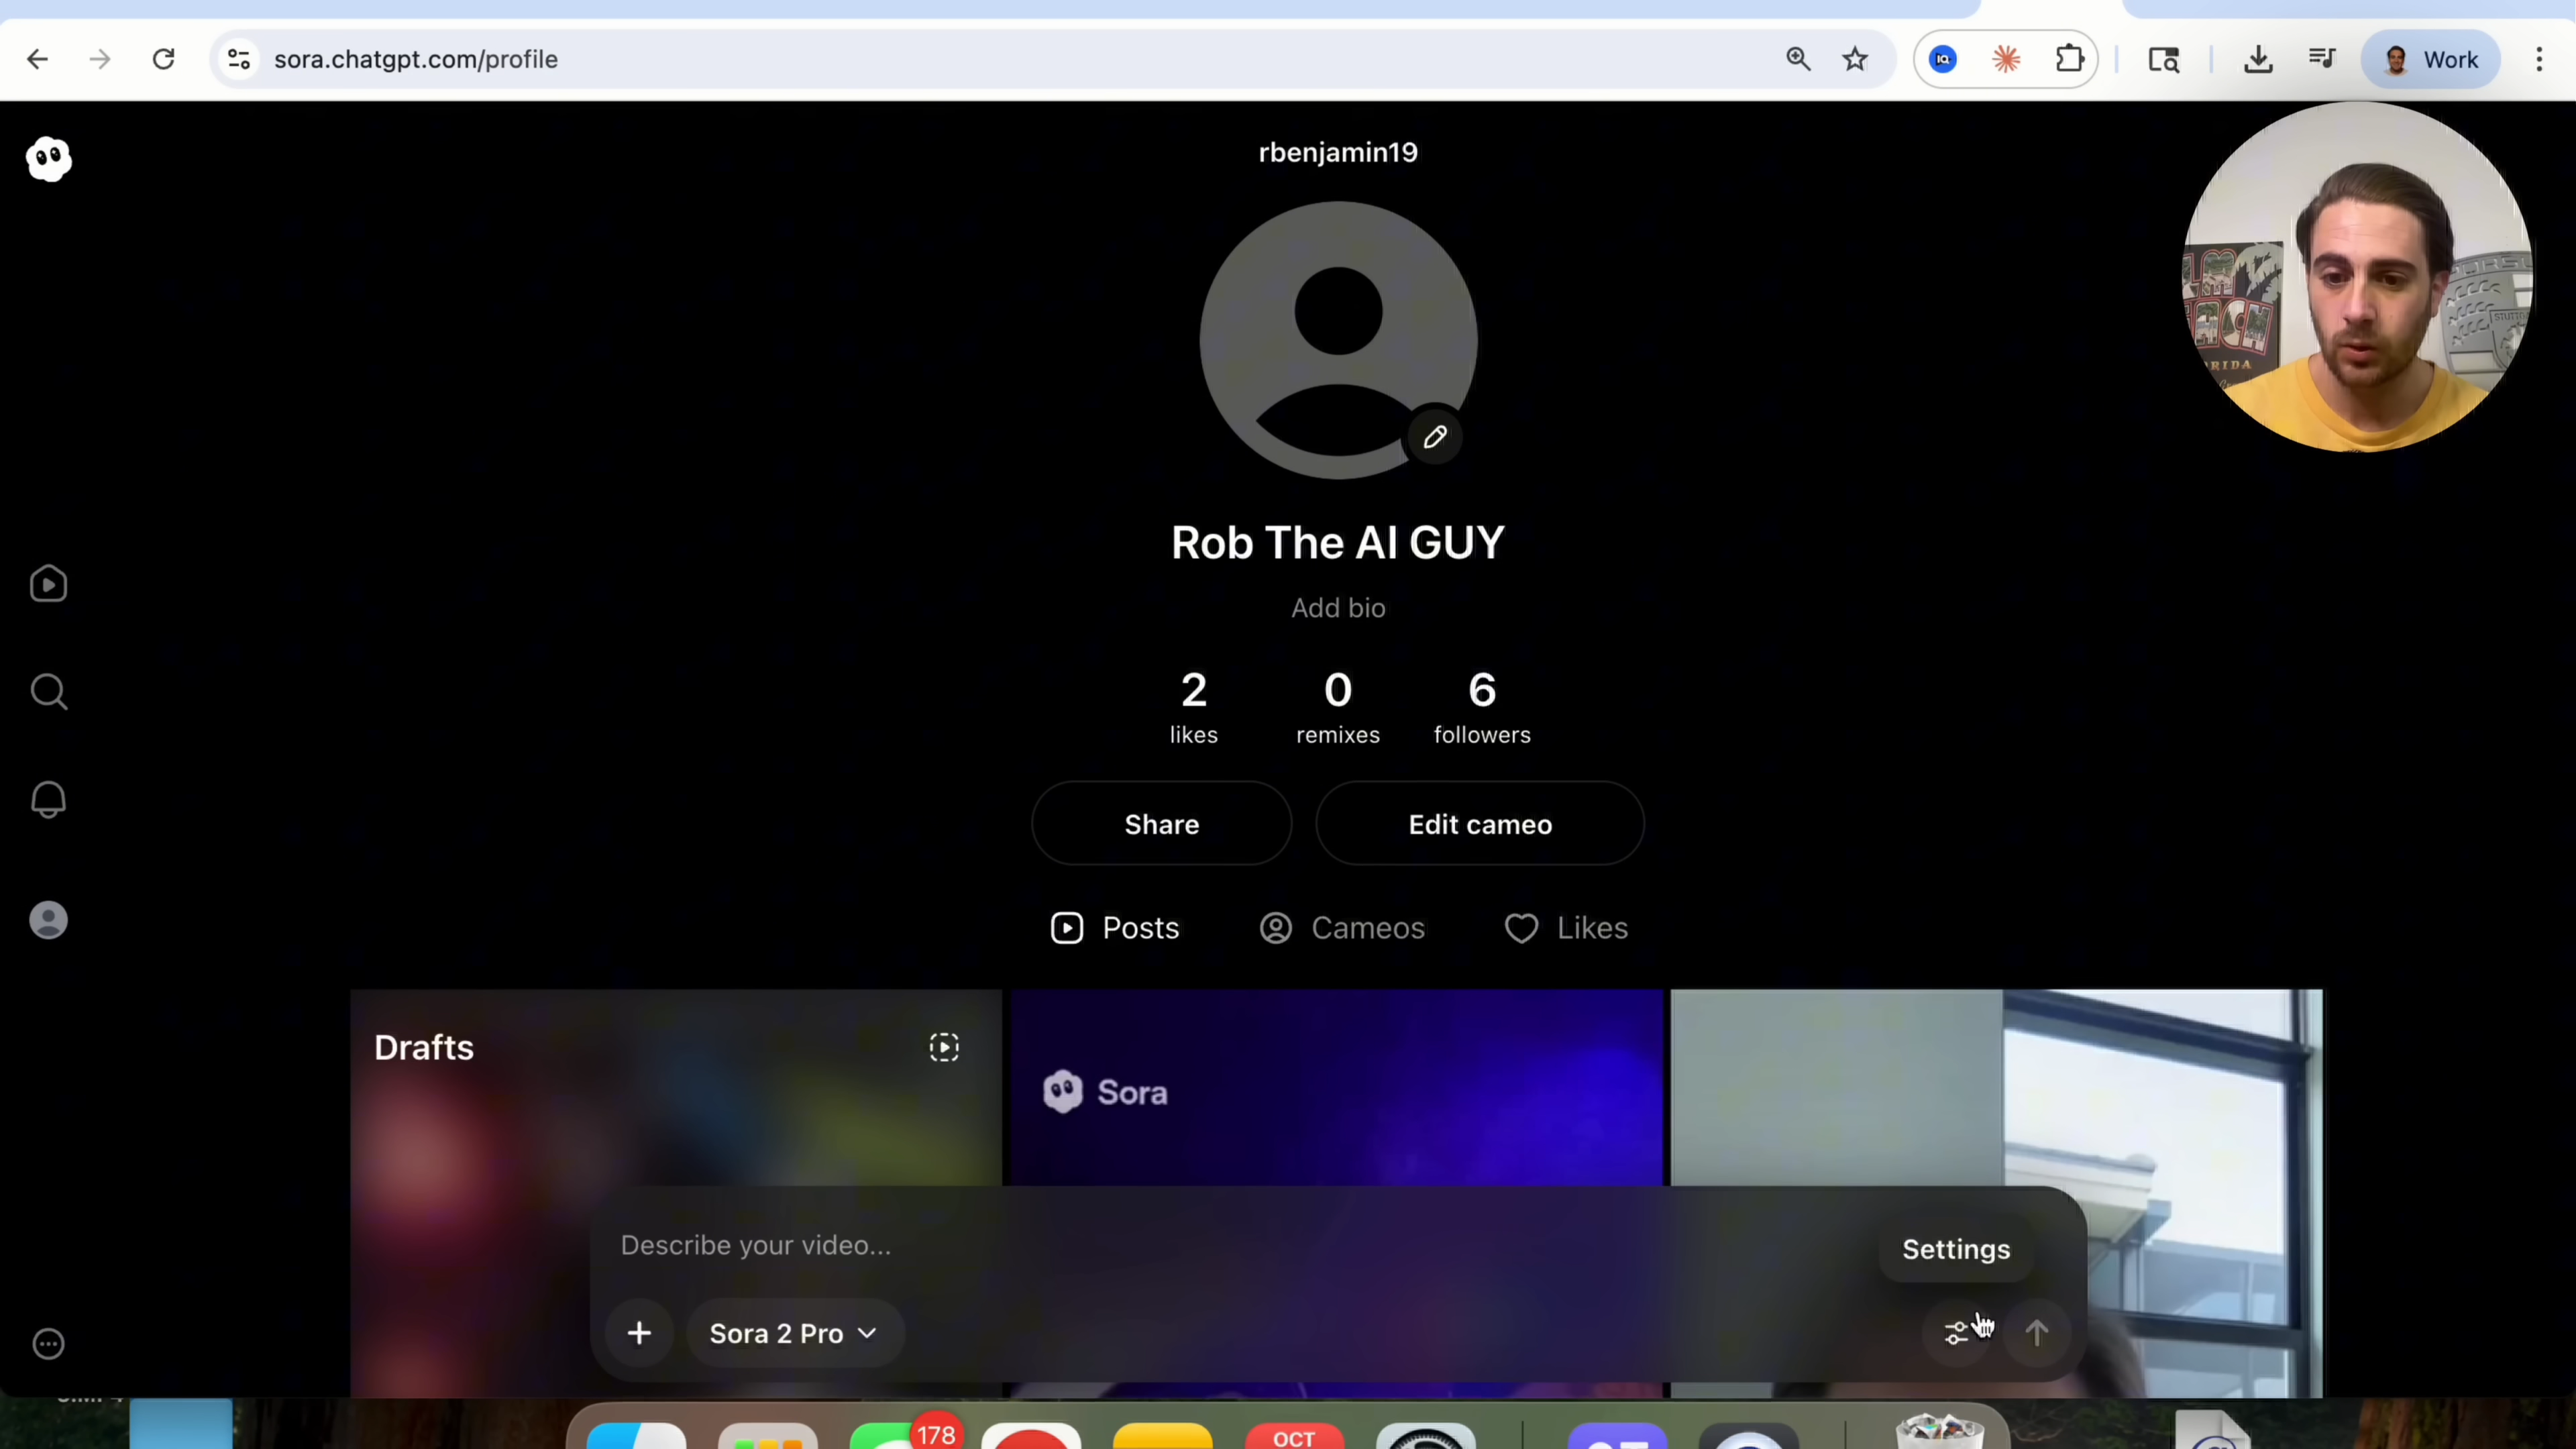 sora.chatgpt.com/profile
IQ
Work
rbenjamin19
Rob The AI GUY
Add bio
2
0
6
likes
remixes
followers
Share
Edit cameo
Posts
Cameos
Likes
Drafts
Sora
Describe your video...
Settings
Sora 2 Pro
178
OCT